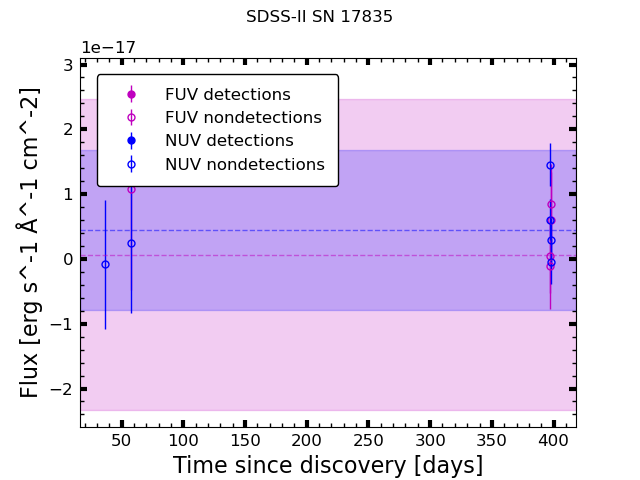 SDSS-II SN 17835
1e−17
FUV detections
FUV nondetections
NUV detections
NUV nondetections
3
2
1
0
−1
−2
Flux [erg s^-1 Å^-1 cm^-2]
50 100 150 200 250 300 350 400
Time since discovery [days]